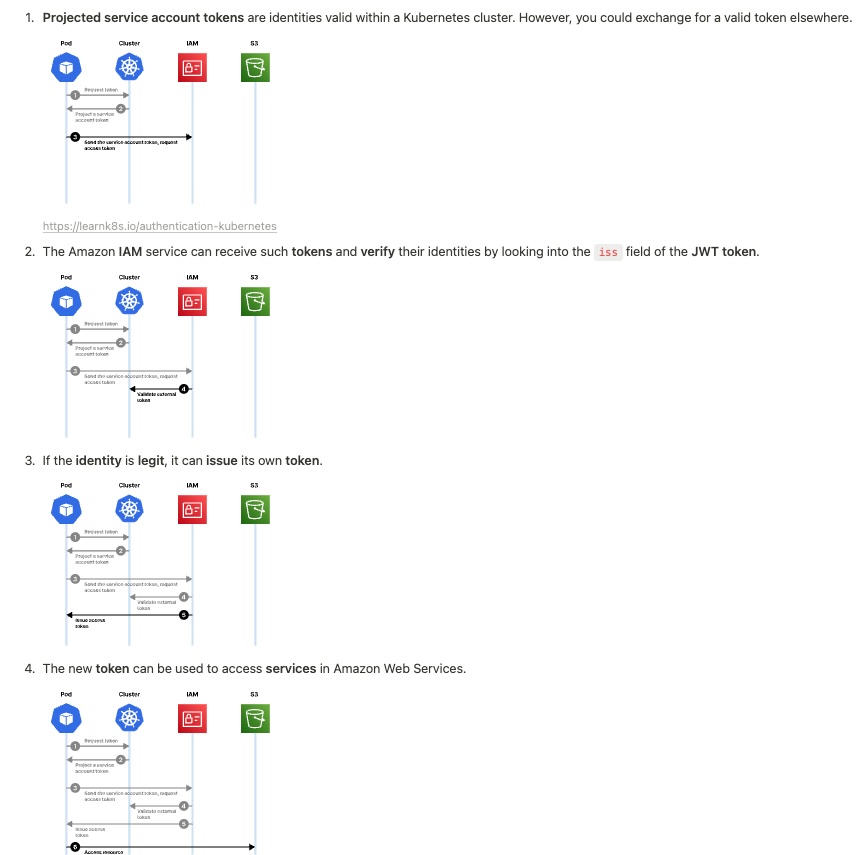 1. Projected service account tokens are identities valid within a Kubernetes cluster. However, you could exchange for a valid token elsewhere.
Pod Cluster IAM S3
Request token
1
2
Project a service
account token
3
Send the service account token, request
access token
https://learnk8s.io/authentication-kubernetes
2. The Amazon IAM service can receive such tokens and verify their identities by looking into the iss field of the JWT token.
Pod Cluster IAM S3
Request token
1
2
Project a service
account token
3
Send the service account token, request
access token
4
Validate external
token
3. If the identity is legit, it can issue its own token.
Pod Cluster IAM S3
Request token
1
2
Project a service
account token
3
Send the service account token, request
access token
4
Validate external
token
5
Issue access
token
4. The new token can be used to access services in Amazon Web Services.
Pod Cluster IAM S3
Request token
1
2
Project a service
account token
3
Send the service account token, request
access token
4
Validate external
token
5
Issue access
token
6
Access resource